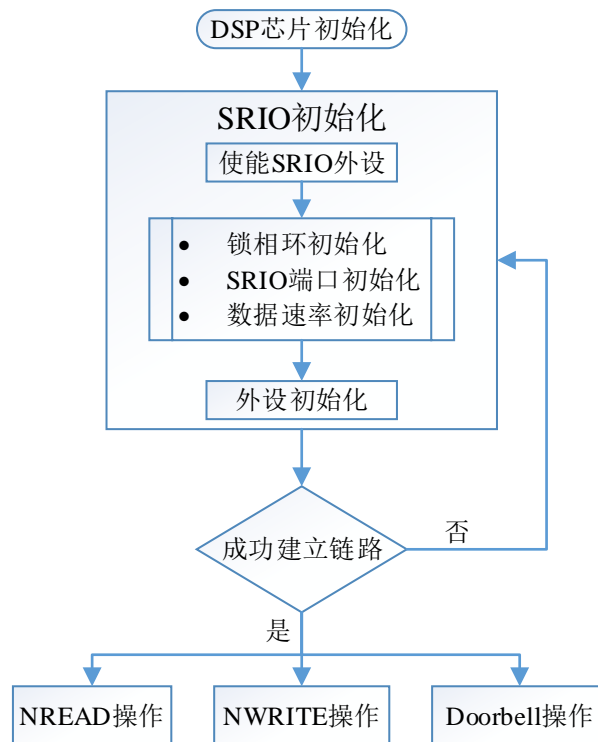 DSP芯片初始化
SRIO初始化
使能SRIO外设
• 锁相环初始化
• SRIO端口初始化
• 数据速率初始化
外设初始化
成功建立链路
否
是
NREAD操作
NWRITE操作
Doorbell操作